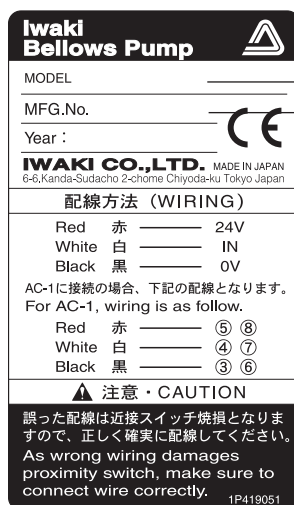 Iwaki
Bellows Pump
MODEL
MFG.No.
Year :
CE
IWAKI CO.,LTD. MADE IN JAPAN
6-6,Kanda-Sudacho 2-chome Chiyoda-ku Tokyo Japan
配線方法（WIRING）
Red 赤 24V
White 白 IN
Black 黒 0V
AC-1に接続の場合、下記の配線となります。
For AC-1, wiring is as follow.
Red 赤 ⑤ ⑧
White 白 ④ ⑦
Black 黒 ③ ⑥
注意・CAUTION
誤った配線は近接スイッチ焼損となりま
すので、正しく確実に配線してください。
As wrong wiring damages
proximity switch, make sure to
connect wire correctly.
1P419051